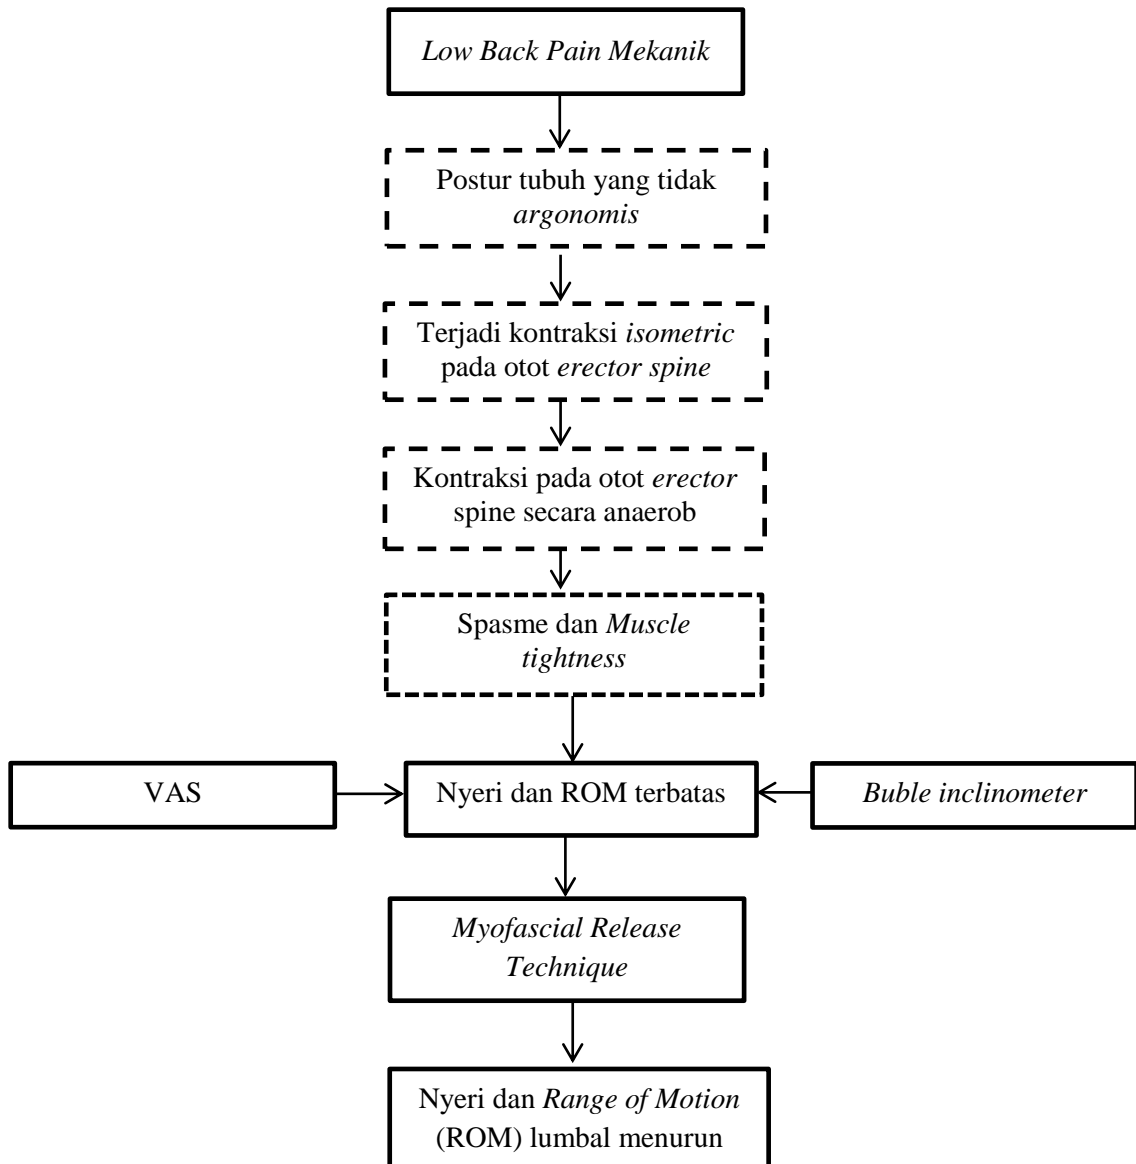 Low Back Pain Mekanik
Postur tubuh yang tidak
argonomis
Terjadi kontraksi isometric
pada otot erector spine
Kontraksi pada otot erector
spine secara anaerob
Spasme dan Muscle
tightness
VAS
Nyeri dan ROM terbatas
Buble inclinometer
Myofascial Release
Technique
Nyeri dan Range of Motion
(ROM) lumbal menurun